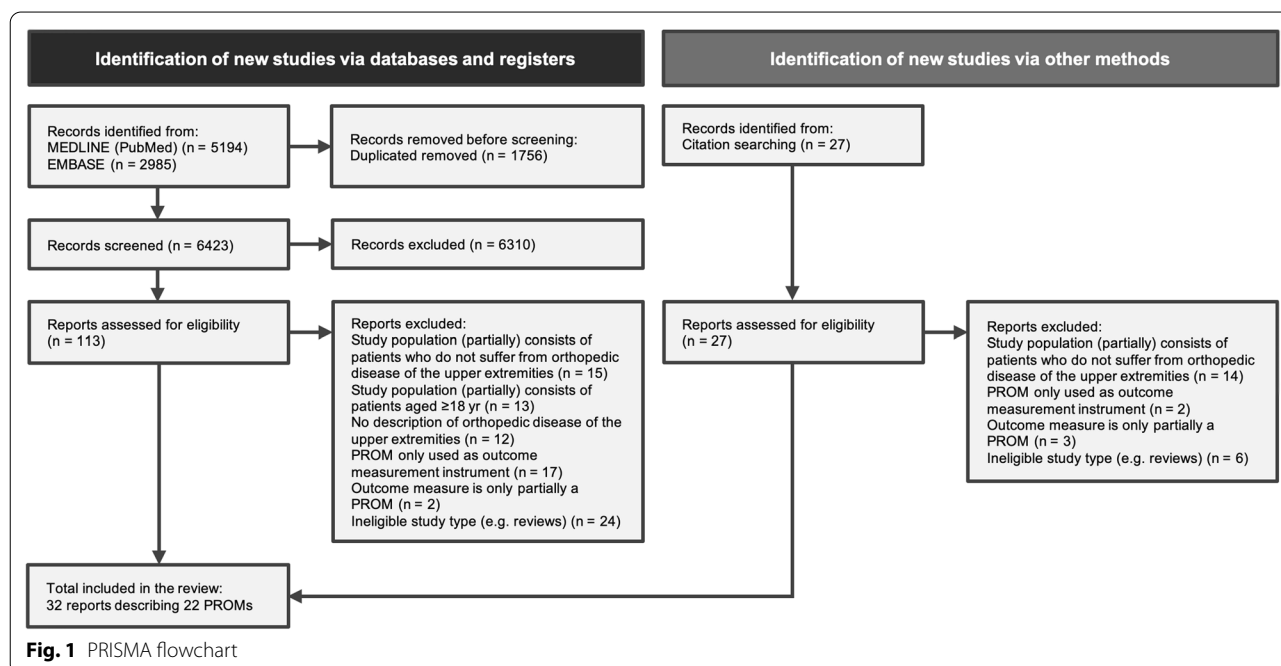 Identification of new studies via databases and registers
Identification of new studies via other methods
Records identified from:
MEDLINE (PubMed) (n = 5194)
EMBASE (n = 2985)
Records removed before screening:
Duplicated removed (n = 1756)
Records identified from:
Citation searching (n = 27)
Records screened (n = 6423)
Records excluded (n = 6310)
Reports assessed for eligibility
(n = 113)
Reports excluded:
Study population (partially) consists of
patients who do not suffer from orthopedic
disease of the upper extremities (n = 15)
Study population (partially) consists of
patients aged ≥18 yr (n = 13)
No description of orthopedic disease of the
upper extremities (n = 12)
PROM only used as outcome
measurement instrument (n = 17)
Outcome measure is only partially a
PROM (n = 2)
Ineligible study type (e.g. reviews) (n = 24)
Reports assessed for eligibility
(n = 27)
Reports excluded:
Study population (partially) consists of
patients who do not suffer from orthopedic
disease of the upper extremities (n = 14)
PROM only used as outcome
measurement instrument (n = 2)
Outcome measure is only partially a
PROM (n = 3)
Ineligible study type (e.g. reviews) (n = 6)
Total included in the review:
32 reports describing 22 PROMs
Fig. 1 PRISMA flowchart